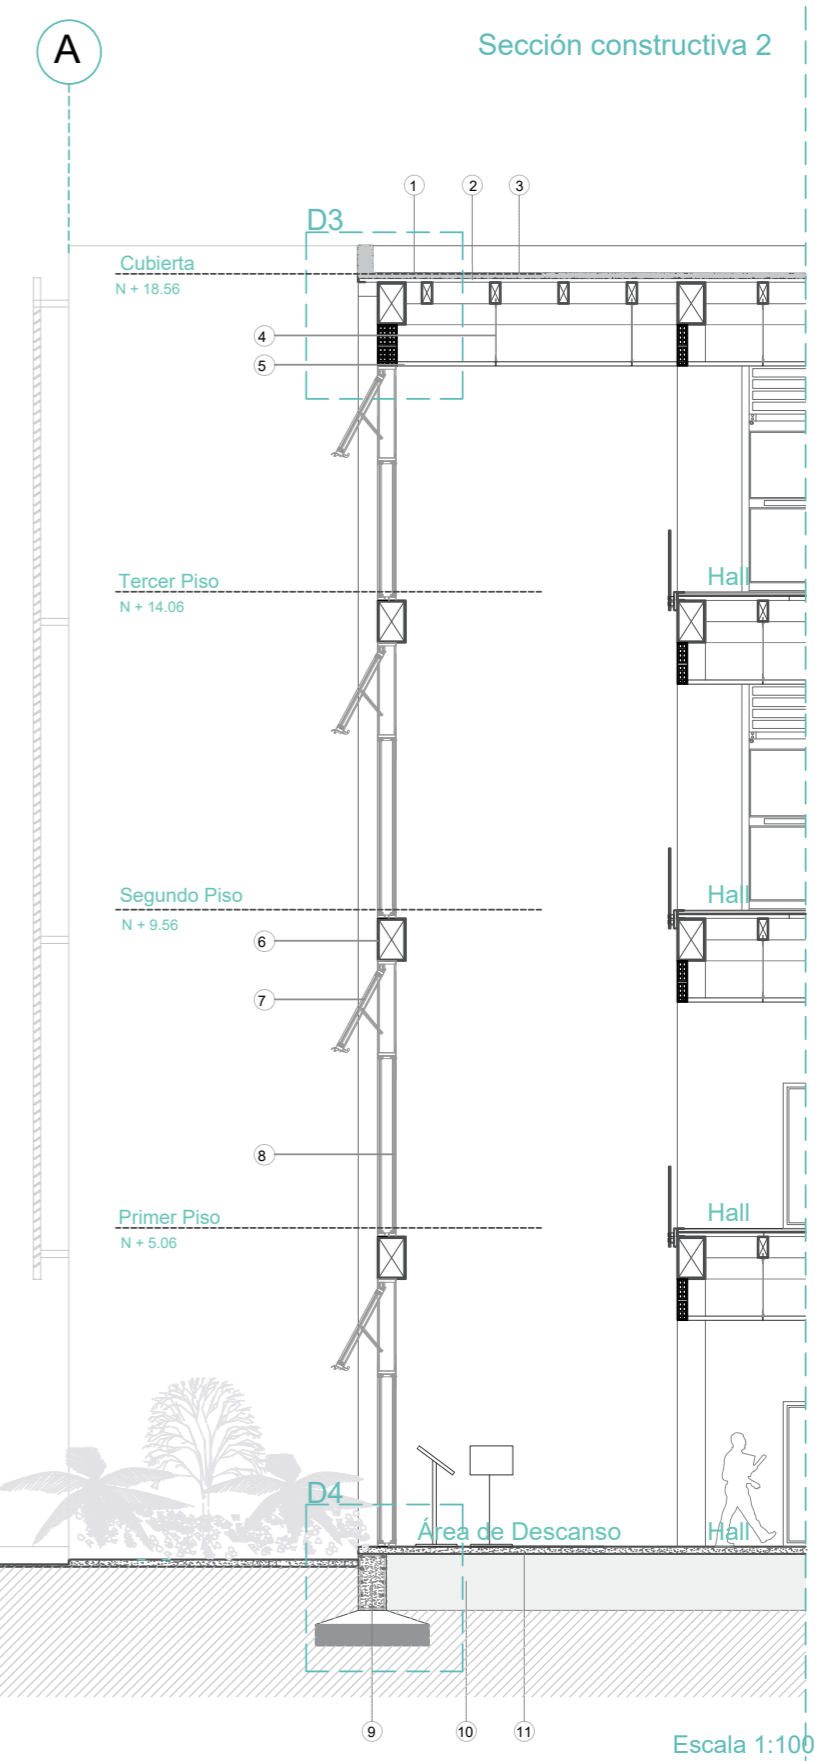 A
Sección constructiva 2
1
2
3
D3
Cubierta
N + 18.56
4
5
Tercer Piso
N + 14.06
Hall
Segundo Piso
N + 9.56
Hall
6
7
8
Primer Piso
N + 5.06
Hall
D4
Área de Descanso
Hall
9
10
11
Escala 1:100